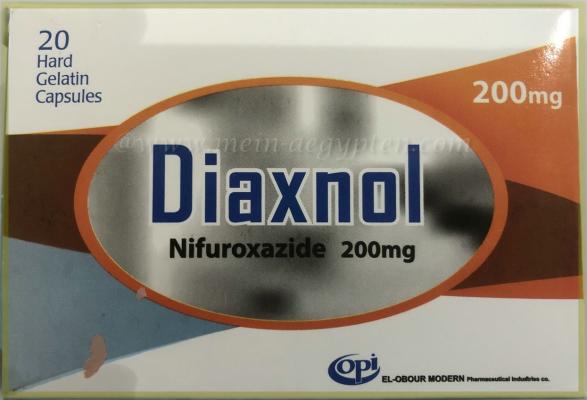 20
Hard
Gelatin
Capsules
200mg
@www.mein-aegypten.com
Diaxnol
Nifuroxazide 200mg
opi
EL-OBOUR MODERN Pharmaceutical Industries co.